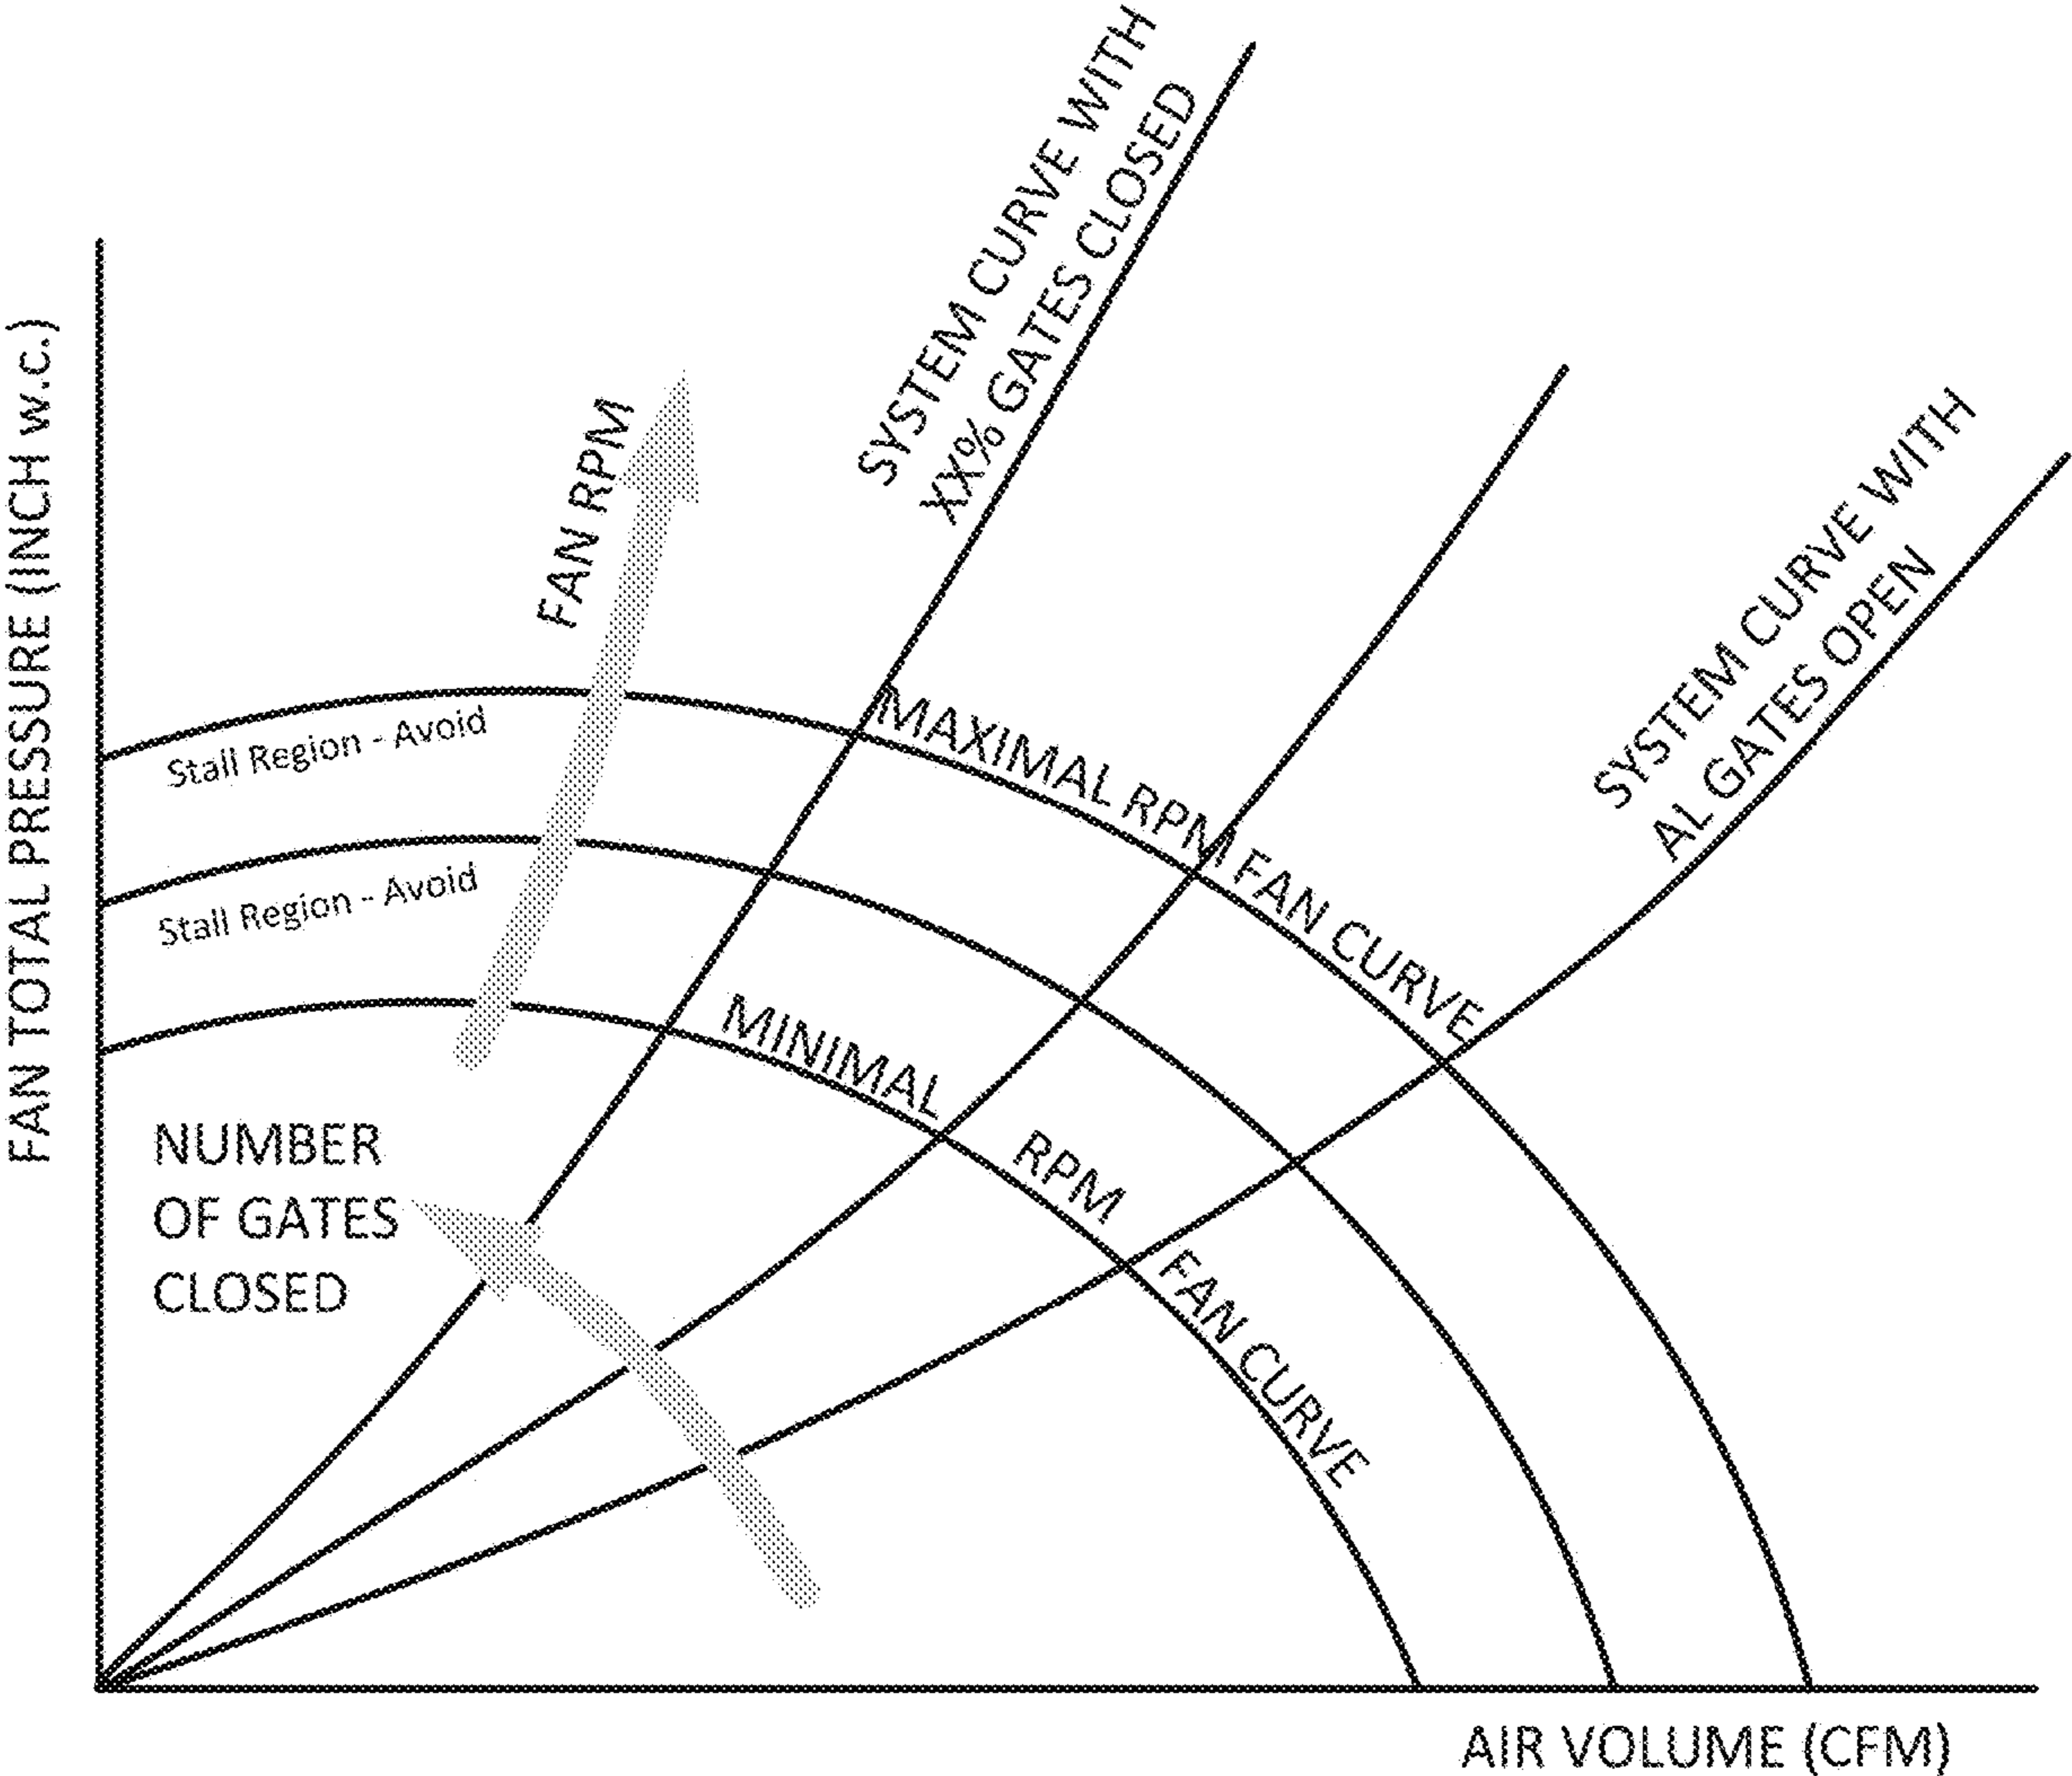 SYSTEM CURVE WITH
XX% GATES CLOSED
FAN TOTAL PRESSURE (INCH w.c.)
FAN RPM
SYSTEM CURVE WITH
AL GATES OPEN
MAXIMAL RPM FAN CURVE
Stall Region - Avoid
Stall Region - Avoid
MINIMAL RPM FAN CURVE
NUMBER
OF GATES
CLOSED
AIR VOLUME (CFM)